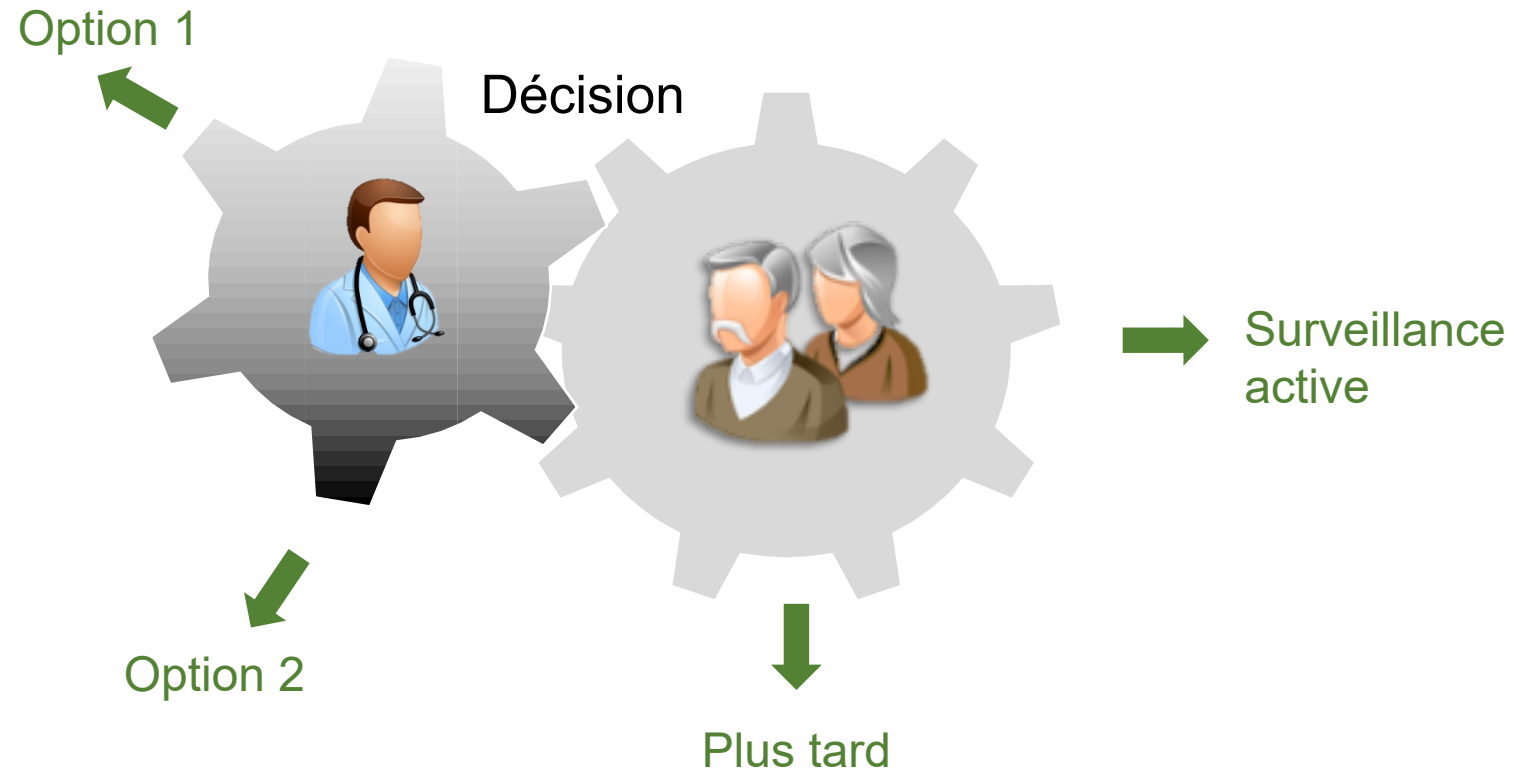 Option 1
Décision
Surveillance
active
Option 2
Plus tard